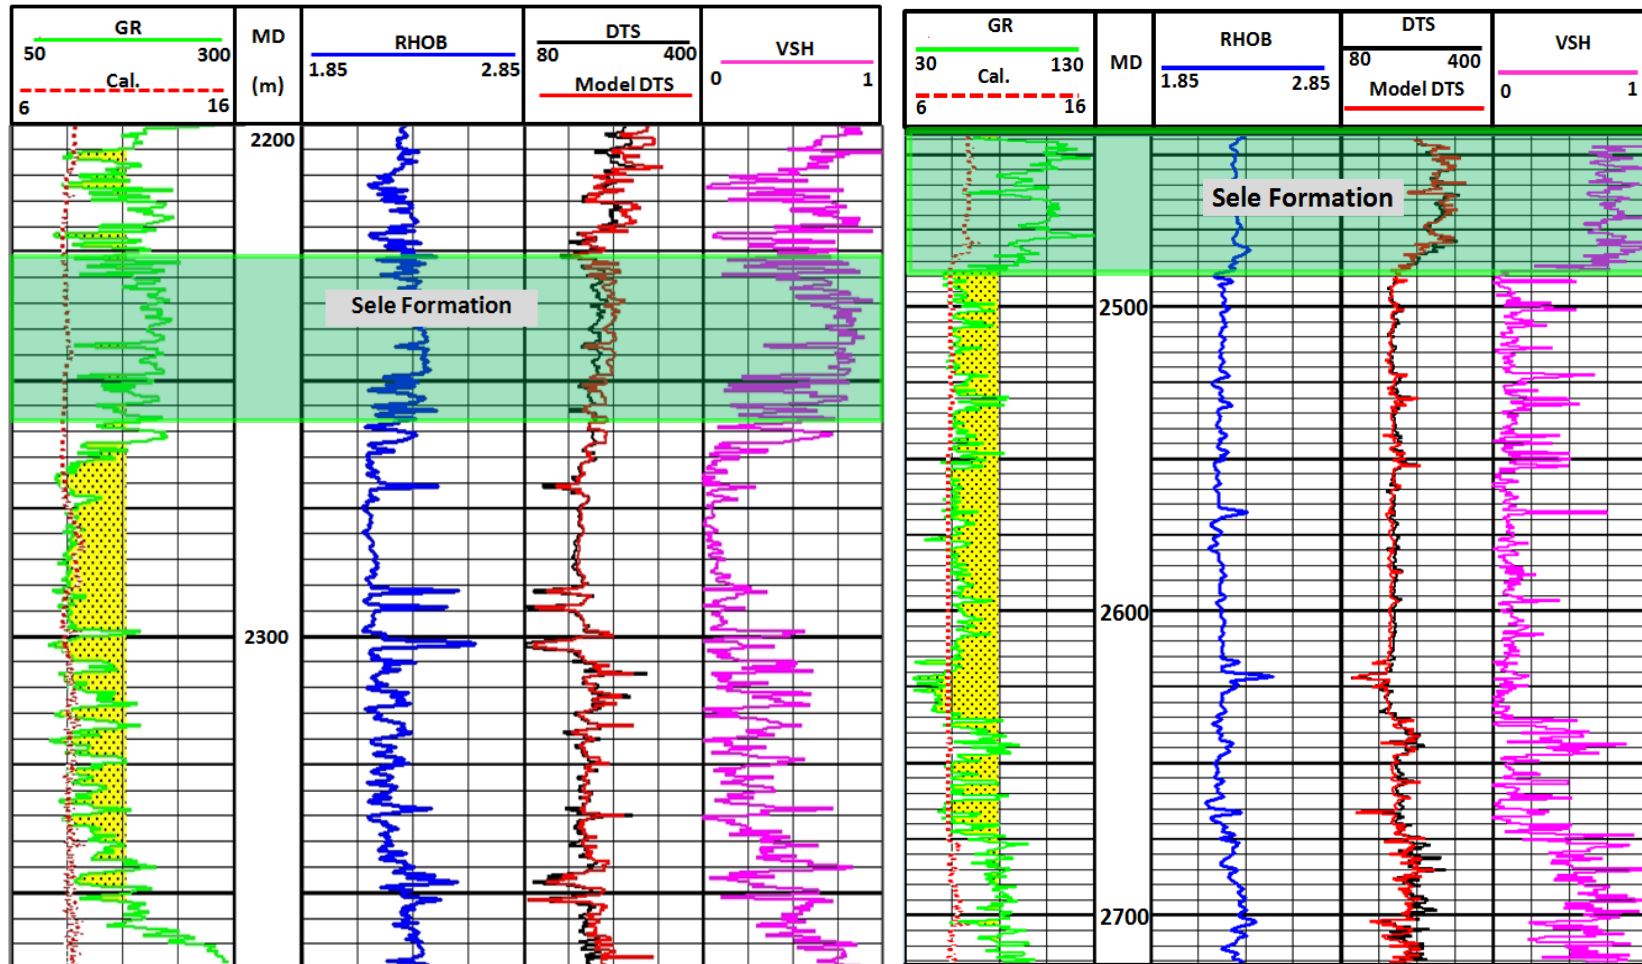 GR
50 300
Cal.
6 16
MD
(m)
RHOB
1.85 2.85
DTS
80 400
Model DTS
VSH
0 1
2200
Sele Formation
2300
GR
30 130
Cal.
6 16
MD
RHOB
1.85 2.85
DTS
80 400
Model DTS
VSH
0 1
Sele Formation
2500
2600
2700